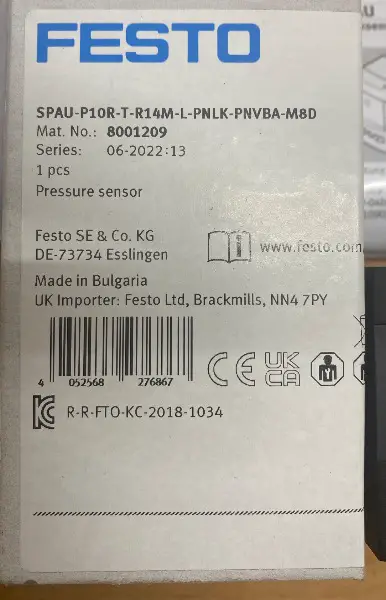 FESTO
SPAU-P10R-T-R14M-L-PNLK-PNVBA-M8D
Mat. No.: 8001209
Series: 06-2022:13
1 pcs
Pressure sensor
Festo SE & Co. KG
DE-73734 Esslingen
www.festo.com
Made in Bulgaria
UK Importer: Festo Ltd, Brackmills, NN4 7PY
4 052568 276867
CE UK CA
R-R-FTO-KC-2018-1034